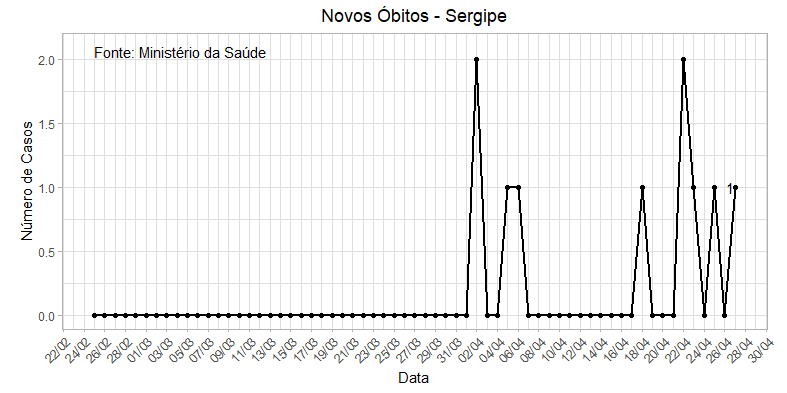 Novos Óbitos - Sergipe
Fonte: Ministério da Saúde
2.0
1.5
1.0
0.5
0.0
Número de Casos
1
22/02 24/02 26/02 28/02 01/03 03/03 05/03 07/03 09/03 11/03 13/03 15/03 17/03 19/03 21/03 23/03 25/03 27/03 29/03 31/03 02/04 04/04 06/04 08/04 10/04 12/04 14/04 16/04 18/04 20/04 22/04 24/04 26/04 28/04 30/04
Data